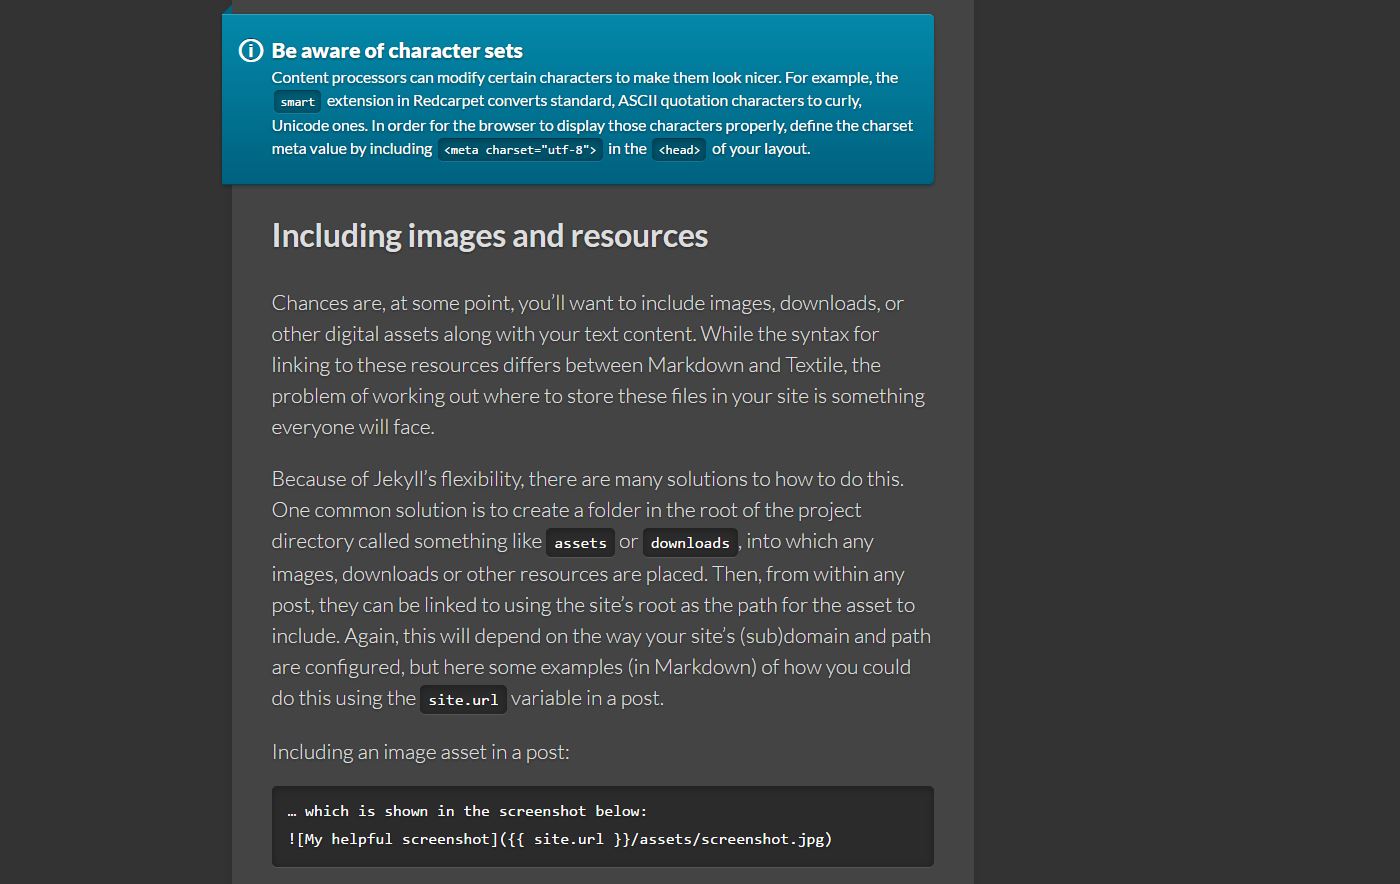 Be aware of character sets
Content processors can modify certain characters to make them look nicer. For example, the
smart extension in Redcarpet converts standard, ASCII quotation characters to curly,
Unicode ones. In order for the browser to display those characters properly, define the charset
meta value by including <meta charset="utf-8"> in the <head> of your layout.
Including images and resources
Chances are, at some point, you’ll want to include images, downloads, or
other digital assets along with your text content. While the syntax for
linking to these resources differs between Markdown and Textile, the
problem of working out where to store these files in your site is something
everyone will face.
Because of Jekyll’s flexibility, there are many solutions to how to do this.
One common solution is to create a folder in the root of the project
directory called something like assets or downloads, into which any
images, downloads or other resources are placed. Then, from within any
post, they can be linked to using the site’s root as the path for the asset to
include. Again, this will depend on the way your site’s (sub)domain and path
are configured, but here some examples (in Markdown) of how you could
do this using the site.url variable in a post.
Including an image asset in a post:
… which is shown in the screenshot below:
![My helpful screenshot]({{ site.url }}/assets/screenshot.jpg)